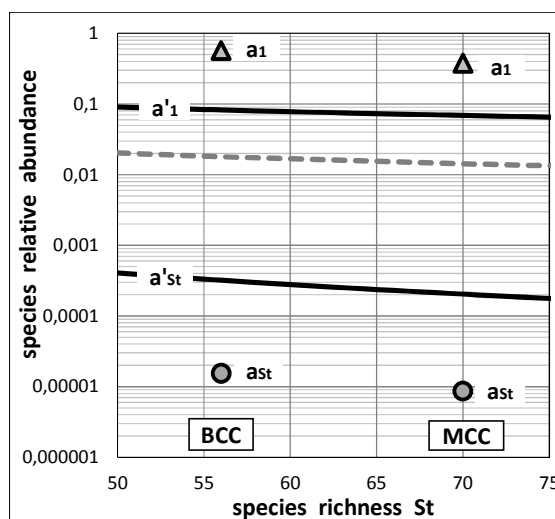 species relative abundance
1
0,1
0,01
0,001
0,0001
0,00001
0,000001
a1
a1
a'1
a'St
aSt
aSt
BCC
MCC
50
55
60
65
70
75
species richness St